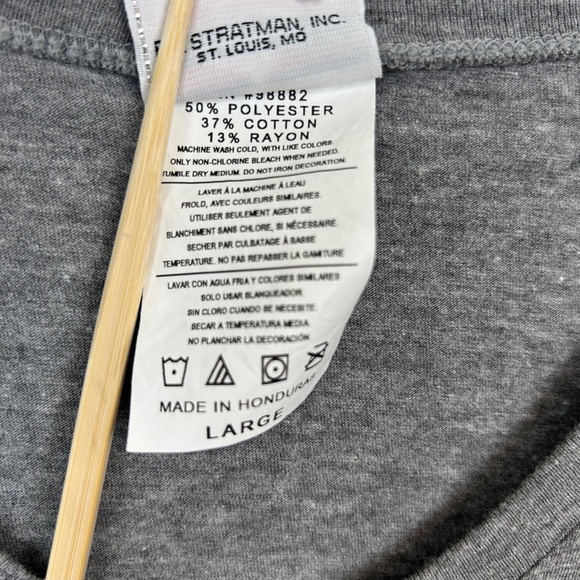 STRATMAN, INC.
ST. LOUIS, MO
#98882
50% POLYESTER
37% COTTON
13% RAYON
MACHINE WASH COLD, WITH LIKE COLORS.
ONLY NON-CHLORINE BLEACH WHEN NEEDED.
TUMBLE DRY MEDIUM. DO NOT IRON DECORATION.
LAVER À LA MACHINE À LEAU
FROLD, AVEC COULEURS SIMILAIRES.
UTILISER SEULEMENT AGENT DE
BLANCHIMENT SANS CHLORE, SI NÉCESSAIRE.
SÉCHER PAR CULBATAGE À BASSE
TEMPERATURE. NO PAS REPASSER LA GAMITURE
LAVAR CON AGUA FRIA Y COLORES SIMILARES
SOLO USAR BLANQUEADOR
SIN CLORO CUANDO SE NECESITE.
SECAR A TEMPERATURA MEDIA.
NO PLANCHAR LA DECORACIÓN.
MADE IN HONDURAS
LARGE